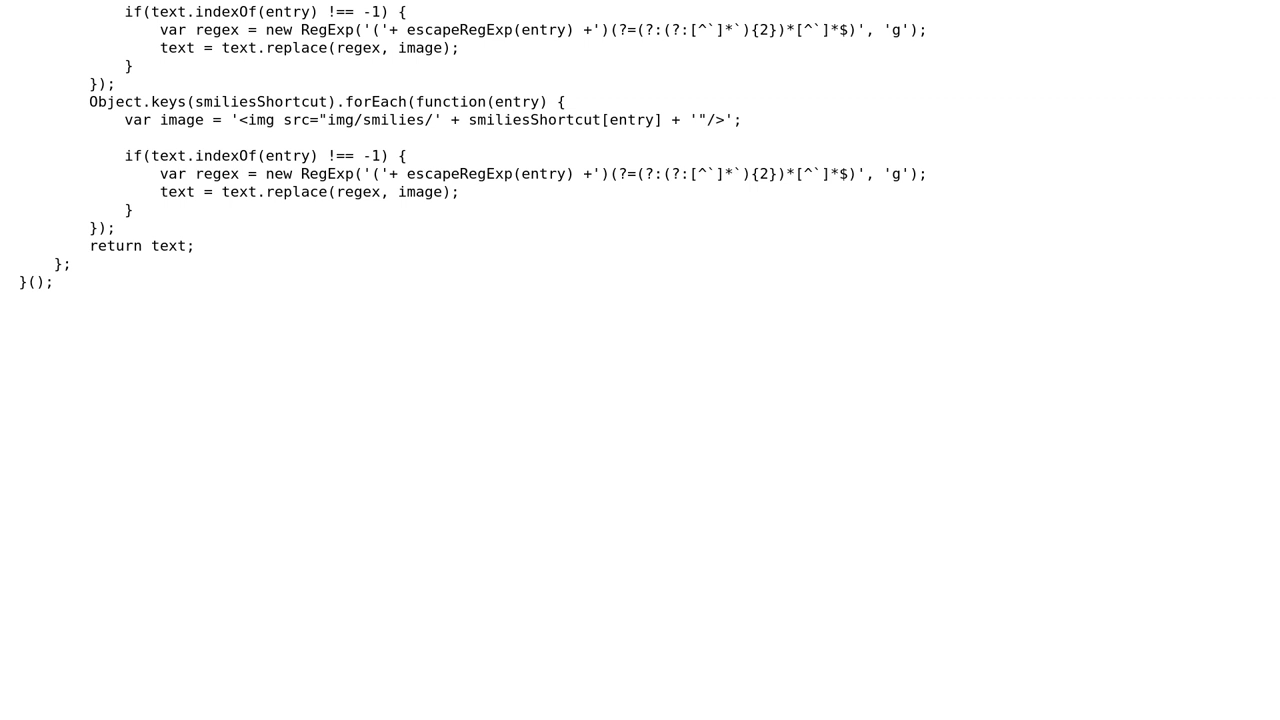 if(text.indexOf(entry) !== -1) {
                var regex = new RegExp('('+ escapeRegExp(entry) +')(?=(?:(?:[^`]*`){2})*[^`]*$)', 'g');
                text = text.replace(regex, image);
            }
        });
        Object.keys(smiliesShortcut).forEach(function(entry) {
            var image = '<img src="img/smilies/' + smiliesShortcut[entry] + '"/>';

            if(text.indexOf(entry) !== -1) {
                var regex = new RegExp('('+ escapeRegExp(entry) +')(?=(?:(?:[^`]*`){2})*[^`]*$)', 'g');
                text = text.replace(regex, image);
            }
        });
        return text;
    };
}();